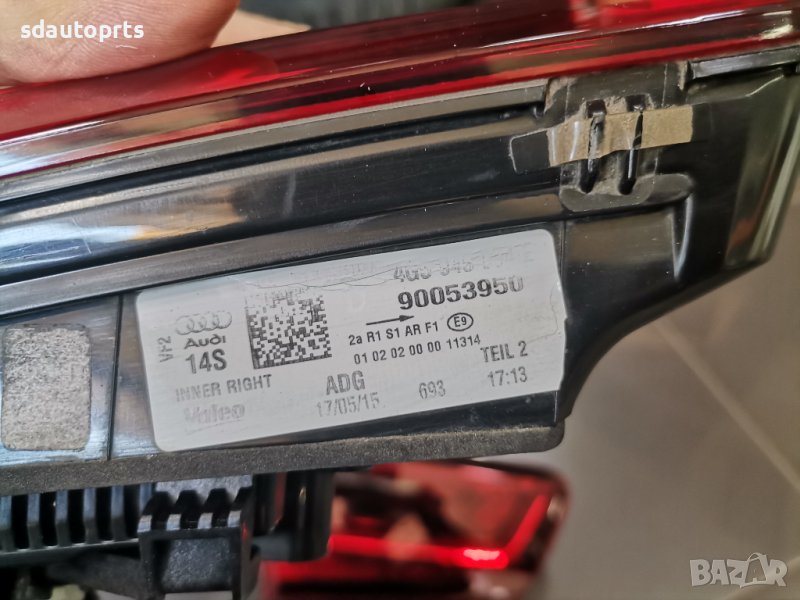 sdautoprts
90053950
VF2
Audi
14S
INNER RIGHT
Valeo
2a R1 S1 AR F1 E9
01 02 02 00 00 11314
ADG
TEIL 2
17/05/15
693
17:13
BAZAR